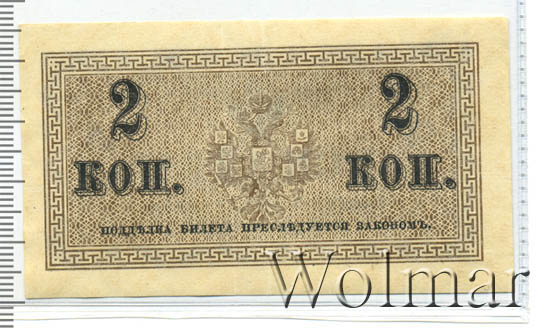 2 2
КОП. КОП.
ПОДДѢЛКА БИЛЕТА ПРЕСЛѢДУЕТСЯ ЗАКОНОМЪ.
Wolmar